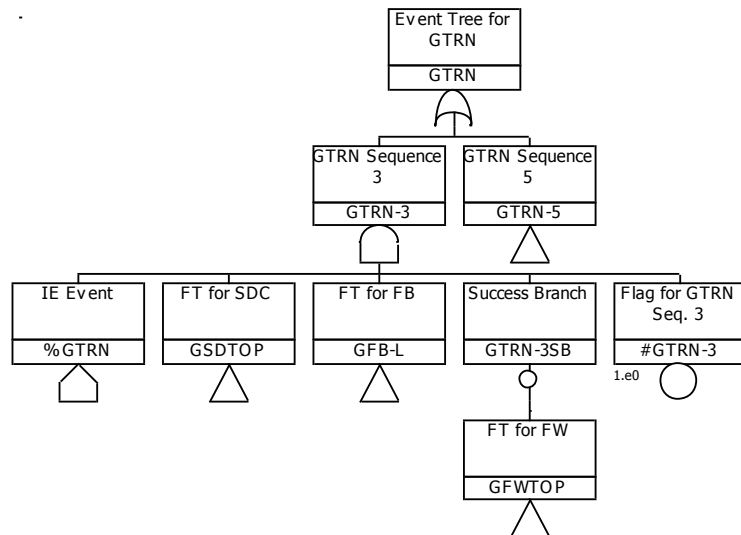 Event Tree for
GTRN
GTRN
GTRN Sequence
3
GTRN-3
GTRN Sequence
5
GTRN-5
IE Event
%GTRN
FT for SDC
GSDTOP
FT for FB
GFB-L
Success Branch
GTRN-3SB
Flag for GTRN
Seq. 3
#GTRN-3
1.e0
FT for FW
GFWTOP